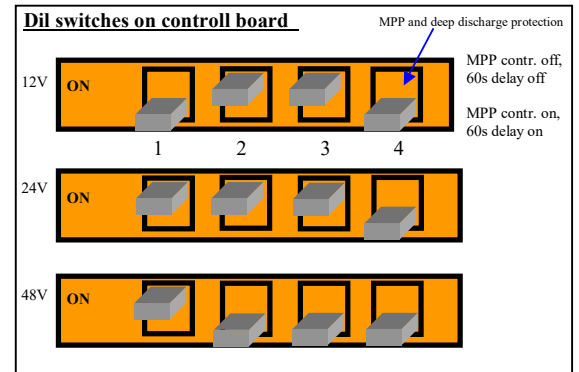 Dil switches on controll board
MPP and deep discharge protection
12V
ON
MPP contr. off,
60s delay off
MPP contr. on,
60s delay on
1 2 3 4
24V
ON
48V
ON